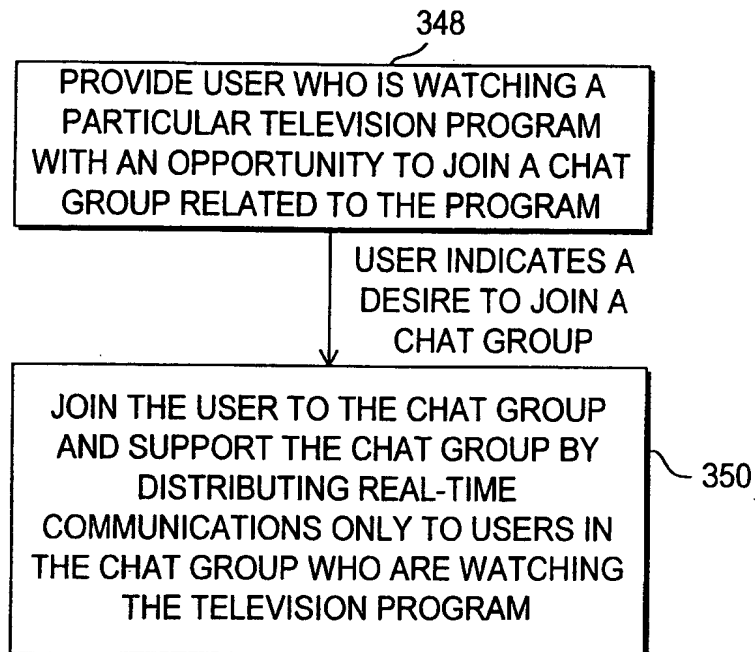 348
PROVIDE USER WHO IS WATCHING A
PARTICULAR TELEVISION PROGRAM
WITH AN OPPORTUNITY TO JOIN A CHAT
GROUP RELATED TO THE PROGRAM
USER INDICATES A
DESIRE TO JOIN A
CHAT GROUP
JOIN THE USER TO THE CHAT GROUP
AND SUPPORT THE CHAT GROUP BY
DISTRIBUTING REAL-TIME
COMMUNICATIONS ONLY TO USERS IN
THE CHAT GROUP WHO ARE WATCHING
THE TELEVISION PROGRAM
350